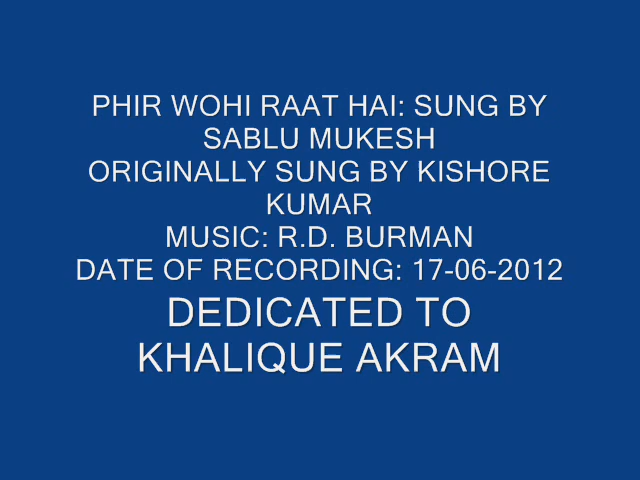 PHIR WOHI RAAT HAI: SUNG BY
SABLU MUKESH
ORIGINALLY SUNG BY KISHORE
KUMAR
MUSIC: R.D. BURMAN
DATE OF RECORDING: 17-06-2012
DEDICATED TO
KHALIQUE AKRAM